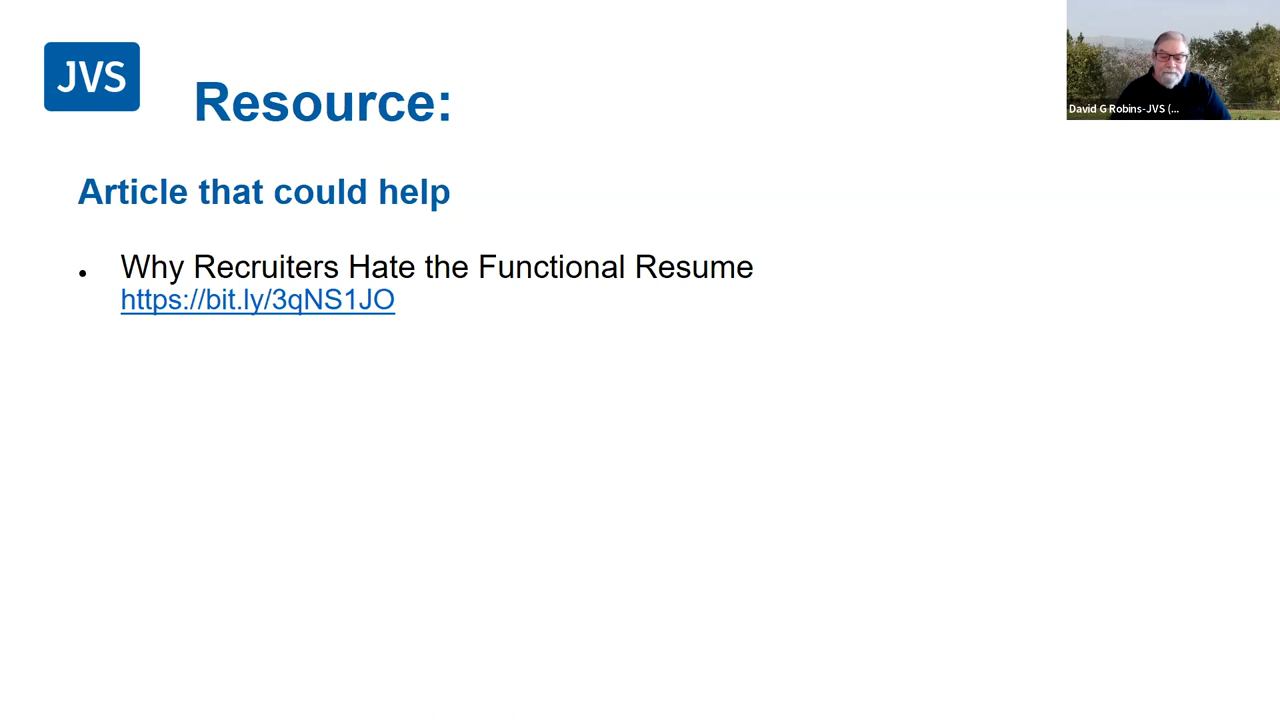 JVS
Resource:
David G Robins-JVS (...
Article that could help
• Why Recruiters Hate the Functional Resume
https://bit.ly/3qNS1JO